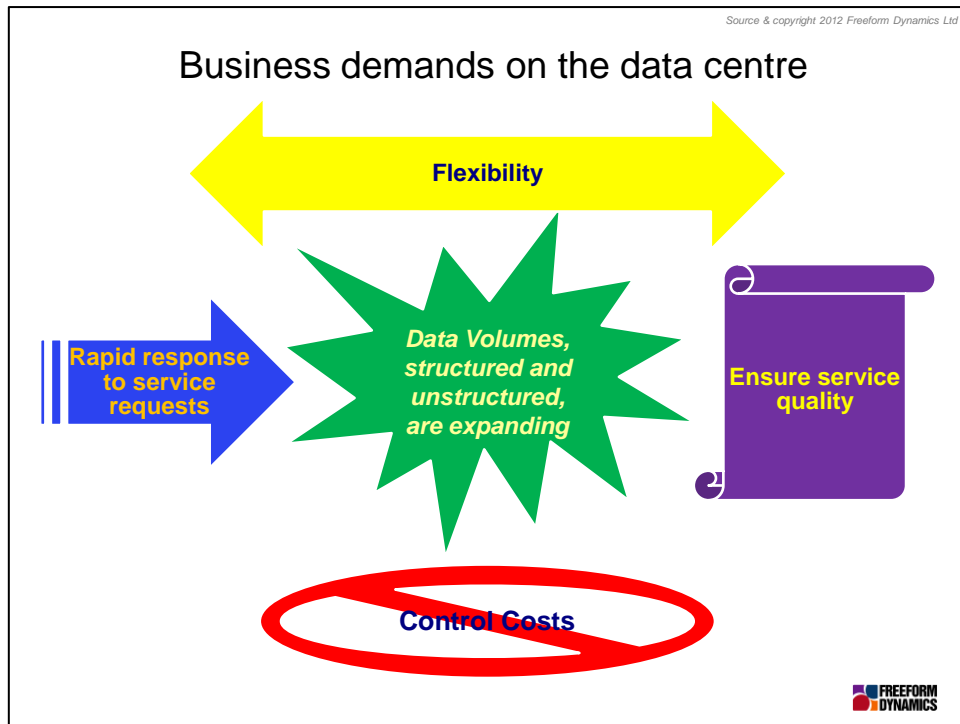 Source & copyright 2012 Freeform Dynamics Ltd
Business demands on the data centre
Flexibility
Rapid response
to service
requests
Data Volumes,
structured and
unstructured,
are expanding
Ensure service
quality
Control Costs
FREEFORM
DYNAMICS